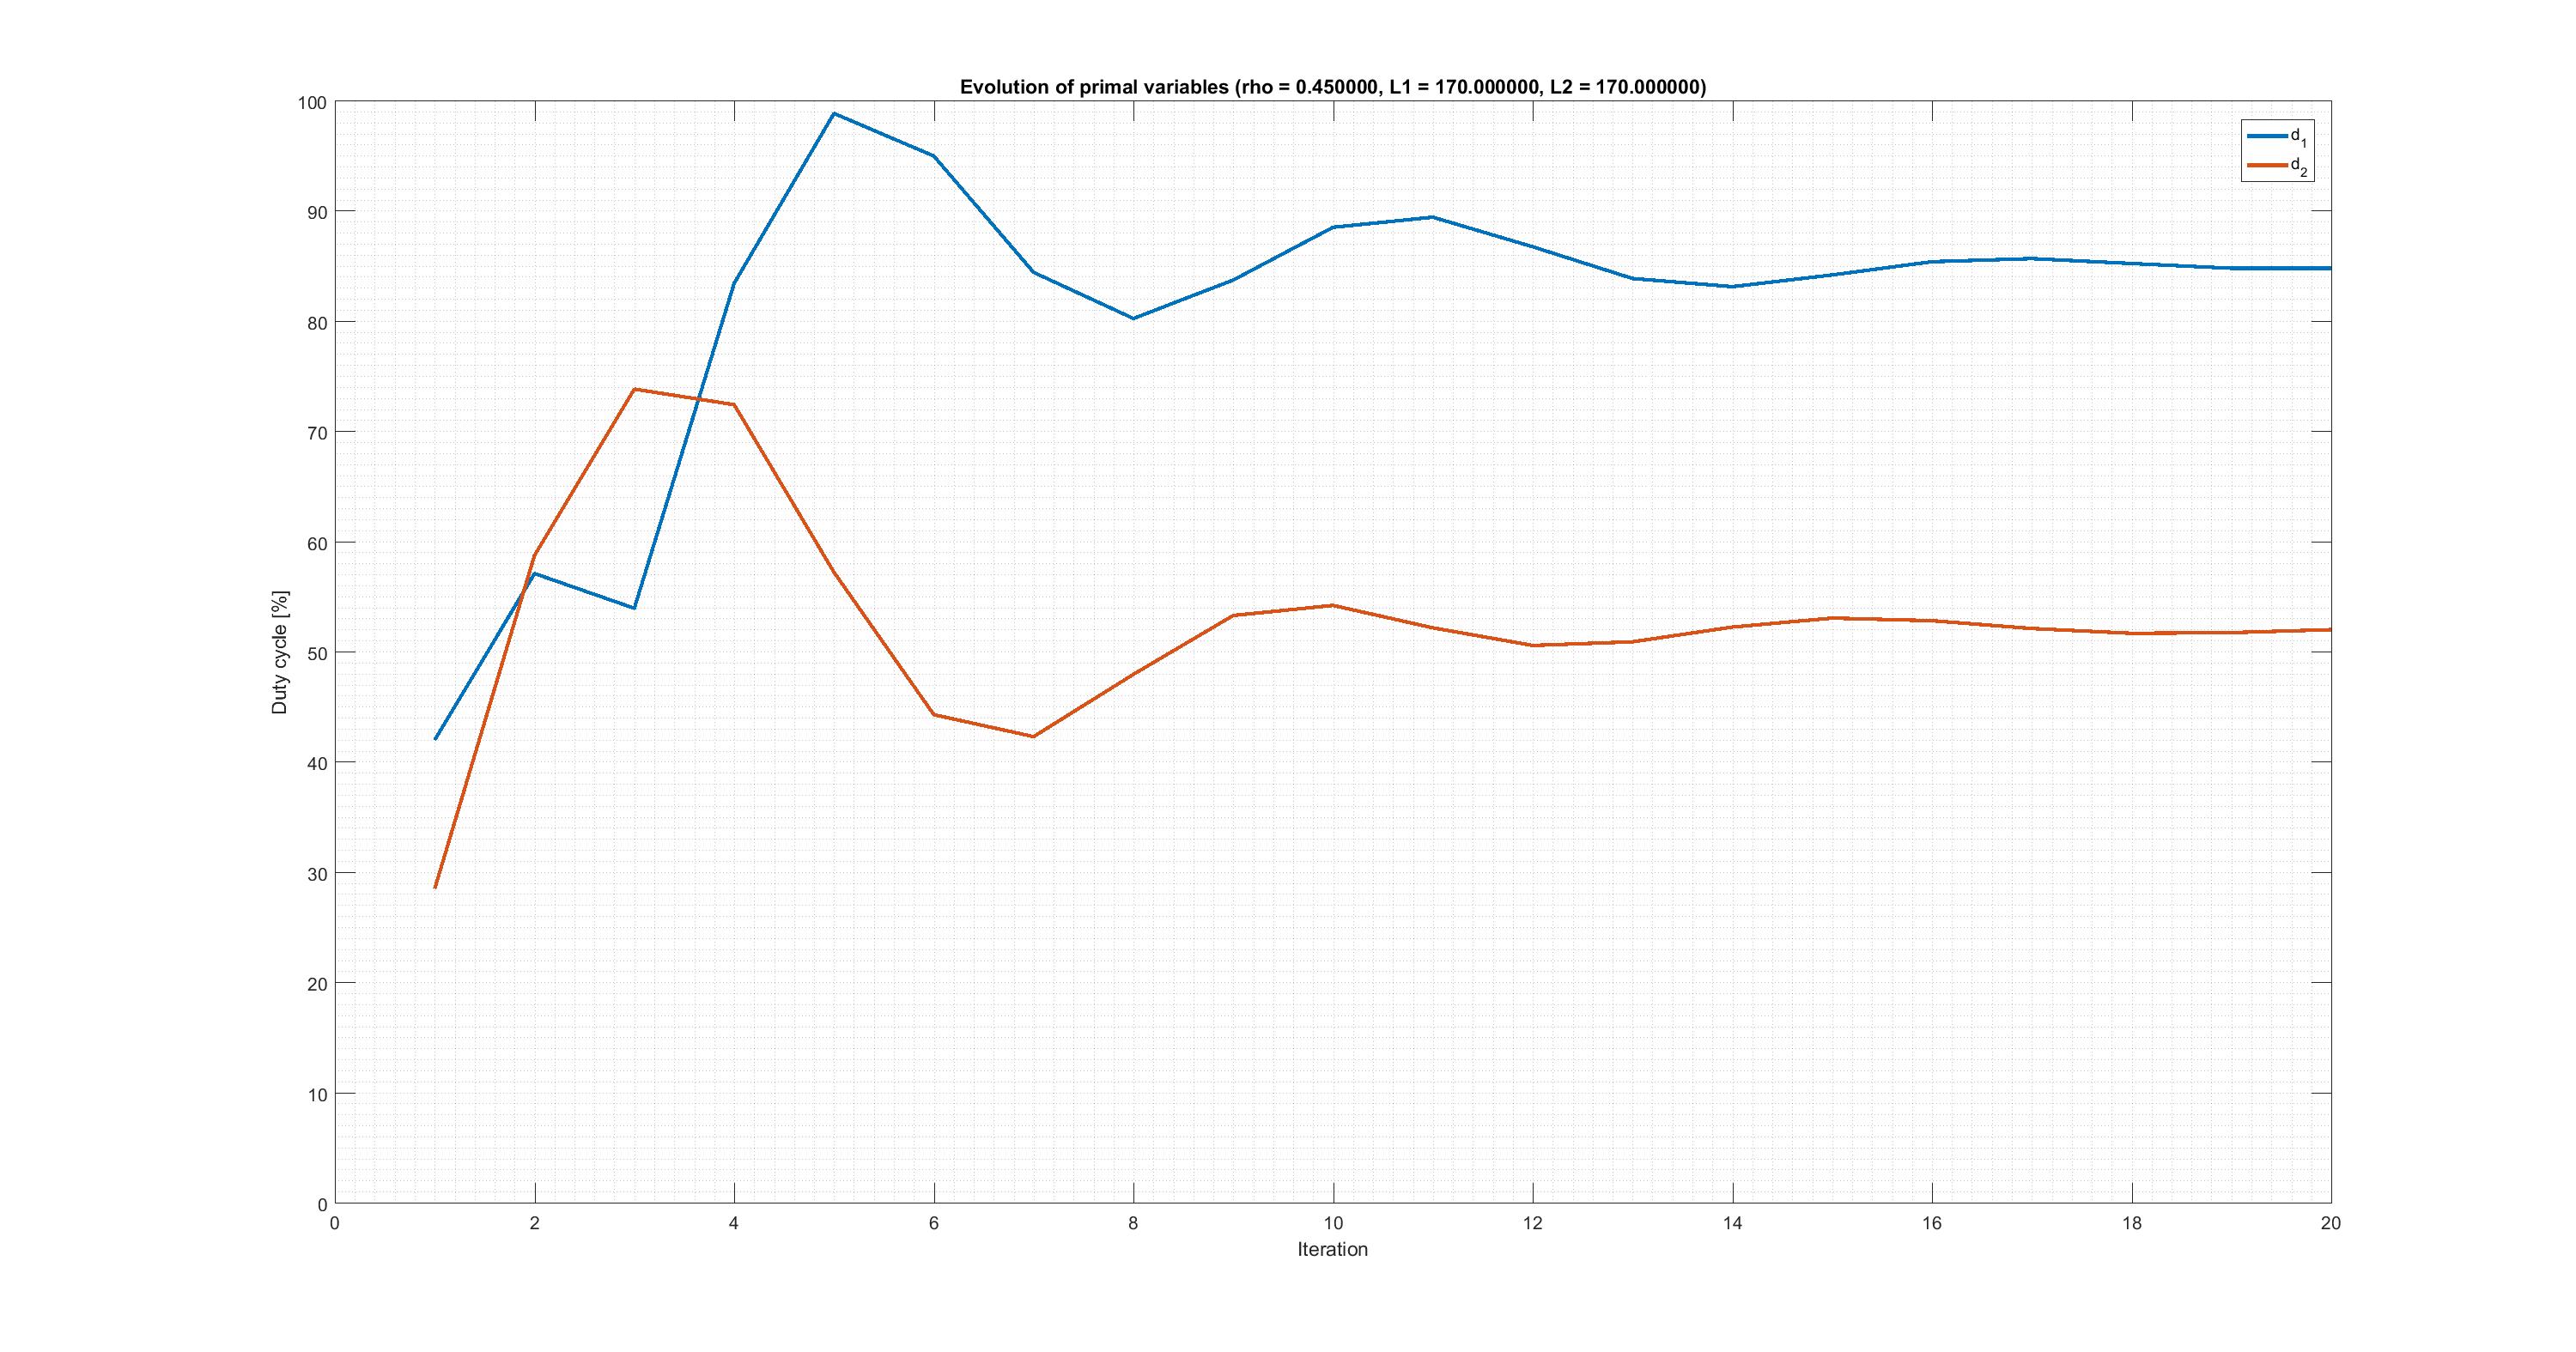 Evolution of primal variables (rho = 0.450000, L1 = 170.000000, L2 = 170.000000)
d1
d2
100
90
80
70
60
50
40
30
20
10
0
Duty cycle [%]
0 2 4 6 8 10 12 14 16 18 20
Iteration